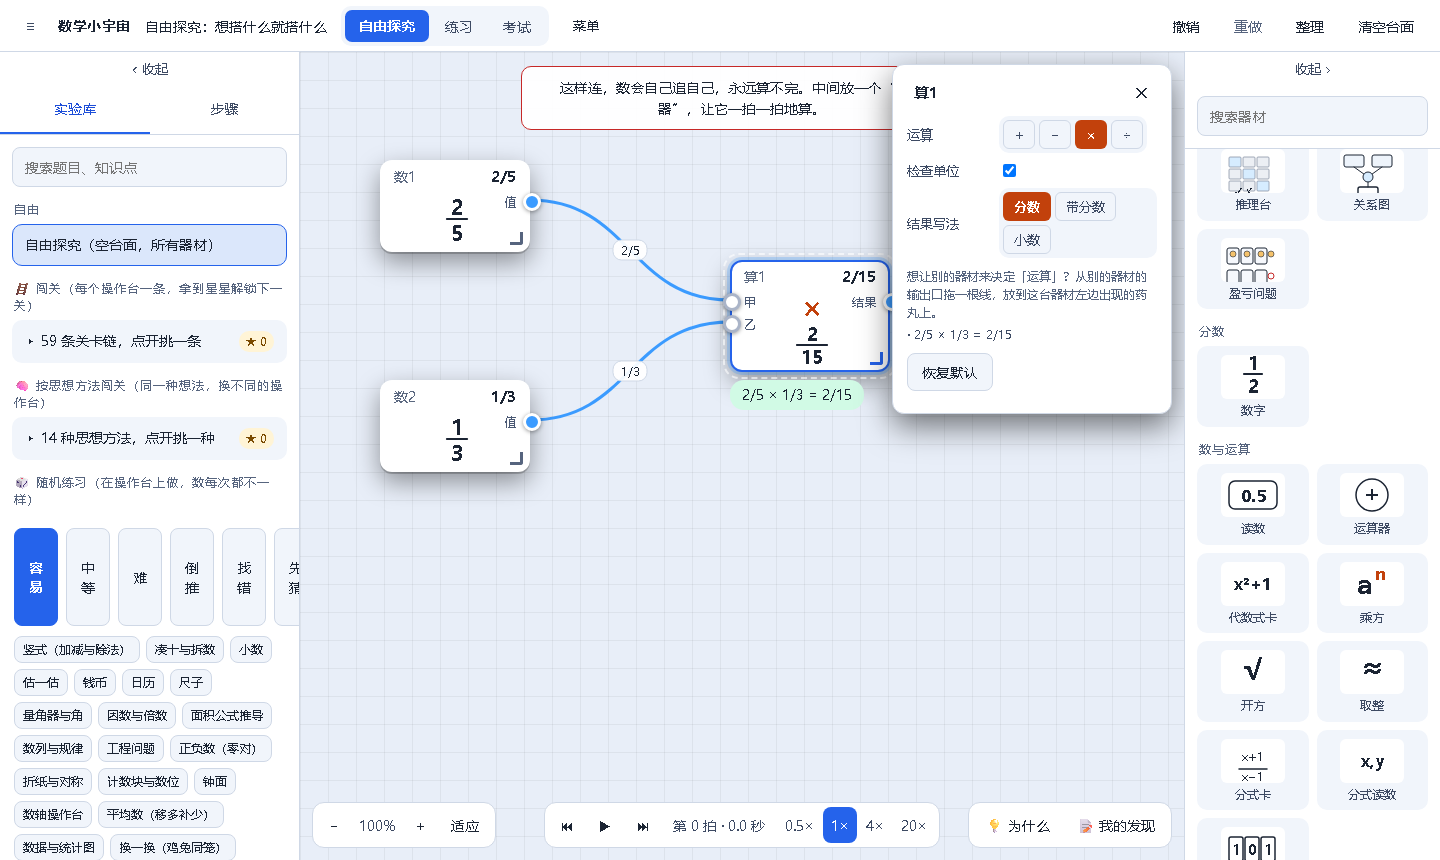 ≡ 数学小宇宙 自由探究：想搭什么就搭什么 自由探究 练习 考试 菜单 撤销 重做 整理 清空台面
‹ 收起
实验库 步骤
搜索题目、知识点
自由
自由探究（空台面，所有器材）
闯关（每个操作台一条，拿到星星解锁下一
关）
▸ 59 条关卡链，点开挑一条 ★ 0
按思想方法闯关（同一种想法，换不同的操
作台）
▸ 14 种思想方法，点开挑一种 ★ 0
随机练习（在操作台上做，数每次都不一
样）
容易 中等 难 倒推 找错 先猜
竖式（加减与除法） 凑十与拆数 小数
估一估 钱币 日历 尺子
量角器与角 因数与倍数 面积公式推导
数列与规律 工程问题 正负数（零对）
折纸与对称 计数块与数位 钟面
数轴操作台 平均数（移多补少）
数据与统计图 换一换（鸡兔同笼）
这样连，数会自己追自己，永远算不完。中间放一个“
器”，让它一拍一拍地算。
数1 2/5
值
2
5
2/5
数2 1/3
值
1
3
1/3
算1 2/15
甲 × 结果
乙
2
15
2/5 × 1/3 = 2/15
算1 ✕
运算 + − × ÷
检查单位
结果写法 分数 带分数
小数
想让别的器材来决定「运算」？从别的器材的
输出口拖一根线，放到这台器材左边出现的药
丸上。
· 2/5 × 1/3 = 2/15
恢复默认
− 100% + 适应
⏮ ▶ ⏭ 第 0 拍 · 0.0 秒 0.5× 1× 4× 20×
为什么 我的发现
收起 ›
搜索器材
推理台 关系图
盈亏问题
分数
1
2
数字
数与运算
0.5 +
读数 运算器
x²+1 aⁿ
代数式卡 乘方
√ ≈
开方 取整
x+1
x−1
x,y
分式卡 分式读数
1 0 1